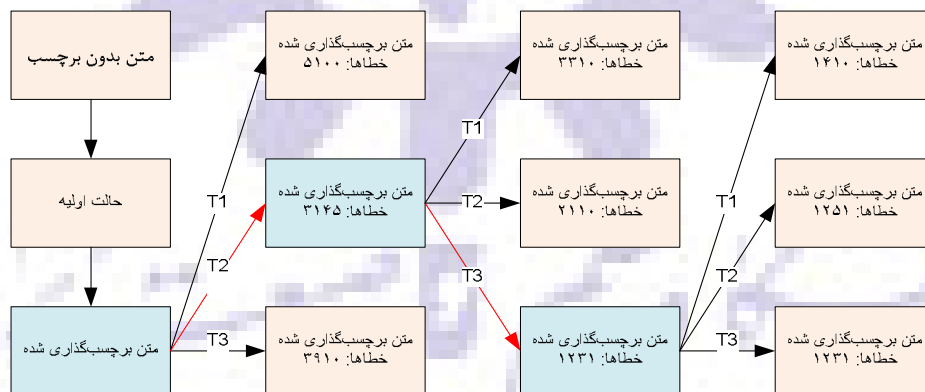 متن بدون برچسب
حالت اولیه
متن برچسب‌گذاری شده
T1
T2
T3
متن برچسب‌گذاری شده
خطاها: ۵۱۰۰
متن برچسب‌گذاری شده
خطاها: ۳۱۴۵
متن برچسب‌گذاری شده
خطاها: ۳۹۱۰
T1
T2
T3
متن برچسب‌گذاری شده
خطاها: ۳۳۱۰
متن برچسب‌گذاری شده
خطاها: ۲۱۱۰
متن برچسب‌گذاری شده
خطاها: ۱۲۳۱
T1
T2
T3
متن برچسب‌گذاری شده
خطاها: ۱۴۱۰
متن برچسب‌گذاری شده
خطاها: ۱۲۵۱
متن برچسب‌گذاری شده
خطاها: ۱۲۳۱